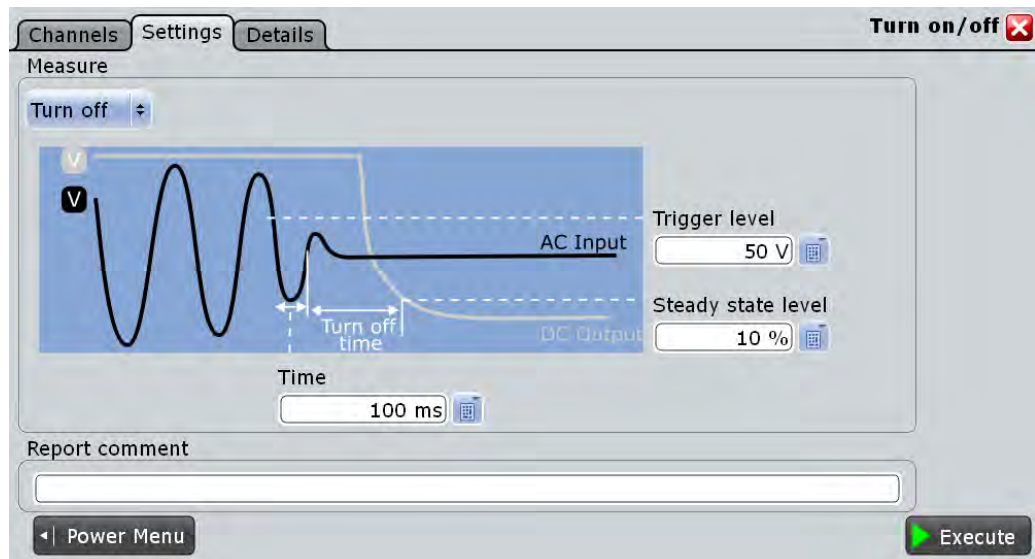 Channels Settings Details Turn on/off
Measure
Turn off
V
V
Trigger level
AC Input
50 V
Steady state level
Turn off
time
DC Output
10 %
Time
100 ms
Report comment
Power Menu
Execute